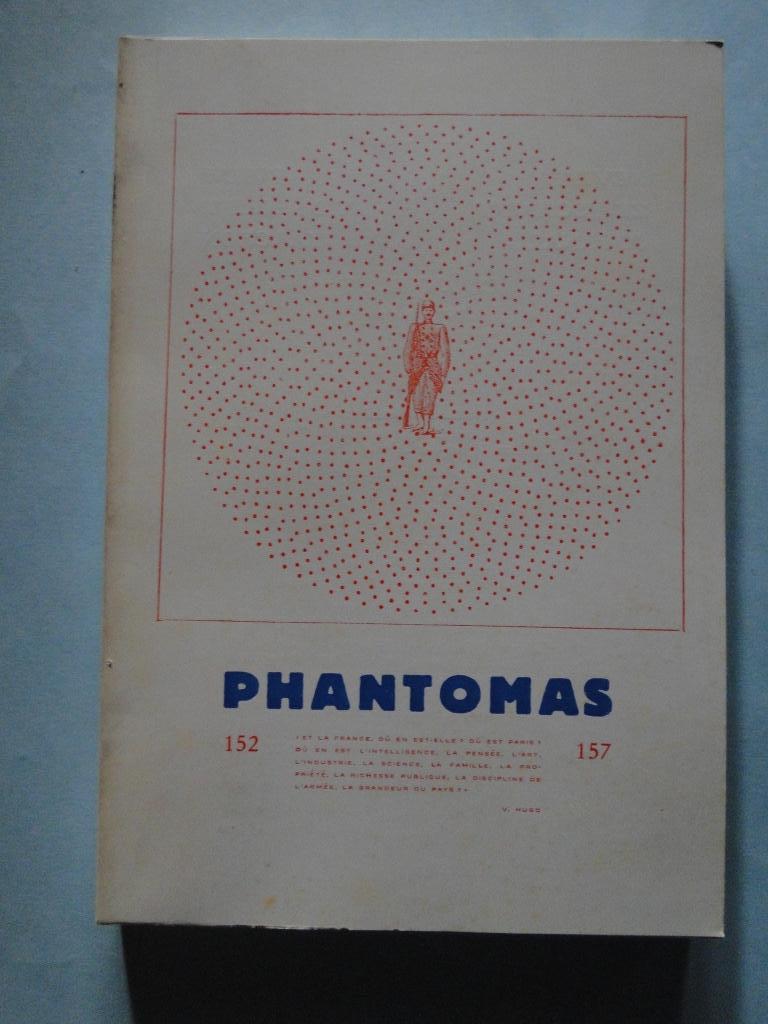 PHANTOMAS
152
« ET LA FRANCE, OÙ EN EST-ELLE ? OÙ EST PARIS ?
OÙ EN EST L'INTELLIGENCE, LA PENSÉE, L'ART,
L'INDUSTRIE, LA SCIENCE, LA FAMILLE, LA PRO-
PRIÉTÉ, LA RICHESSE PUBLIQUE, LA DISCIPLINE DE
L'ARMÉE, LA GRANDEUR DU PAYS ? »
V. HUGO
157